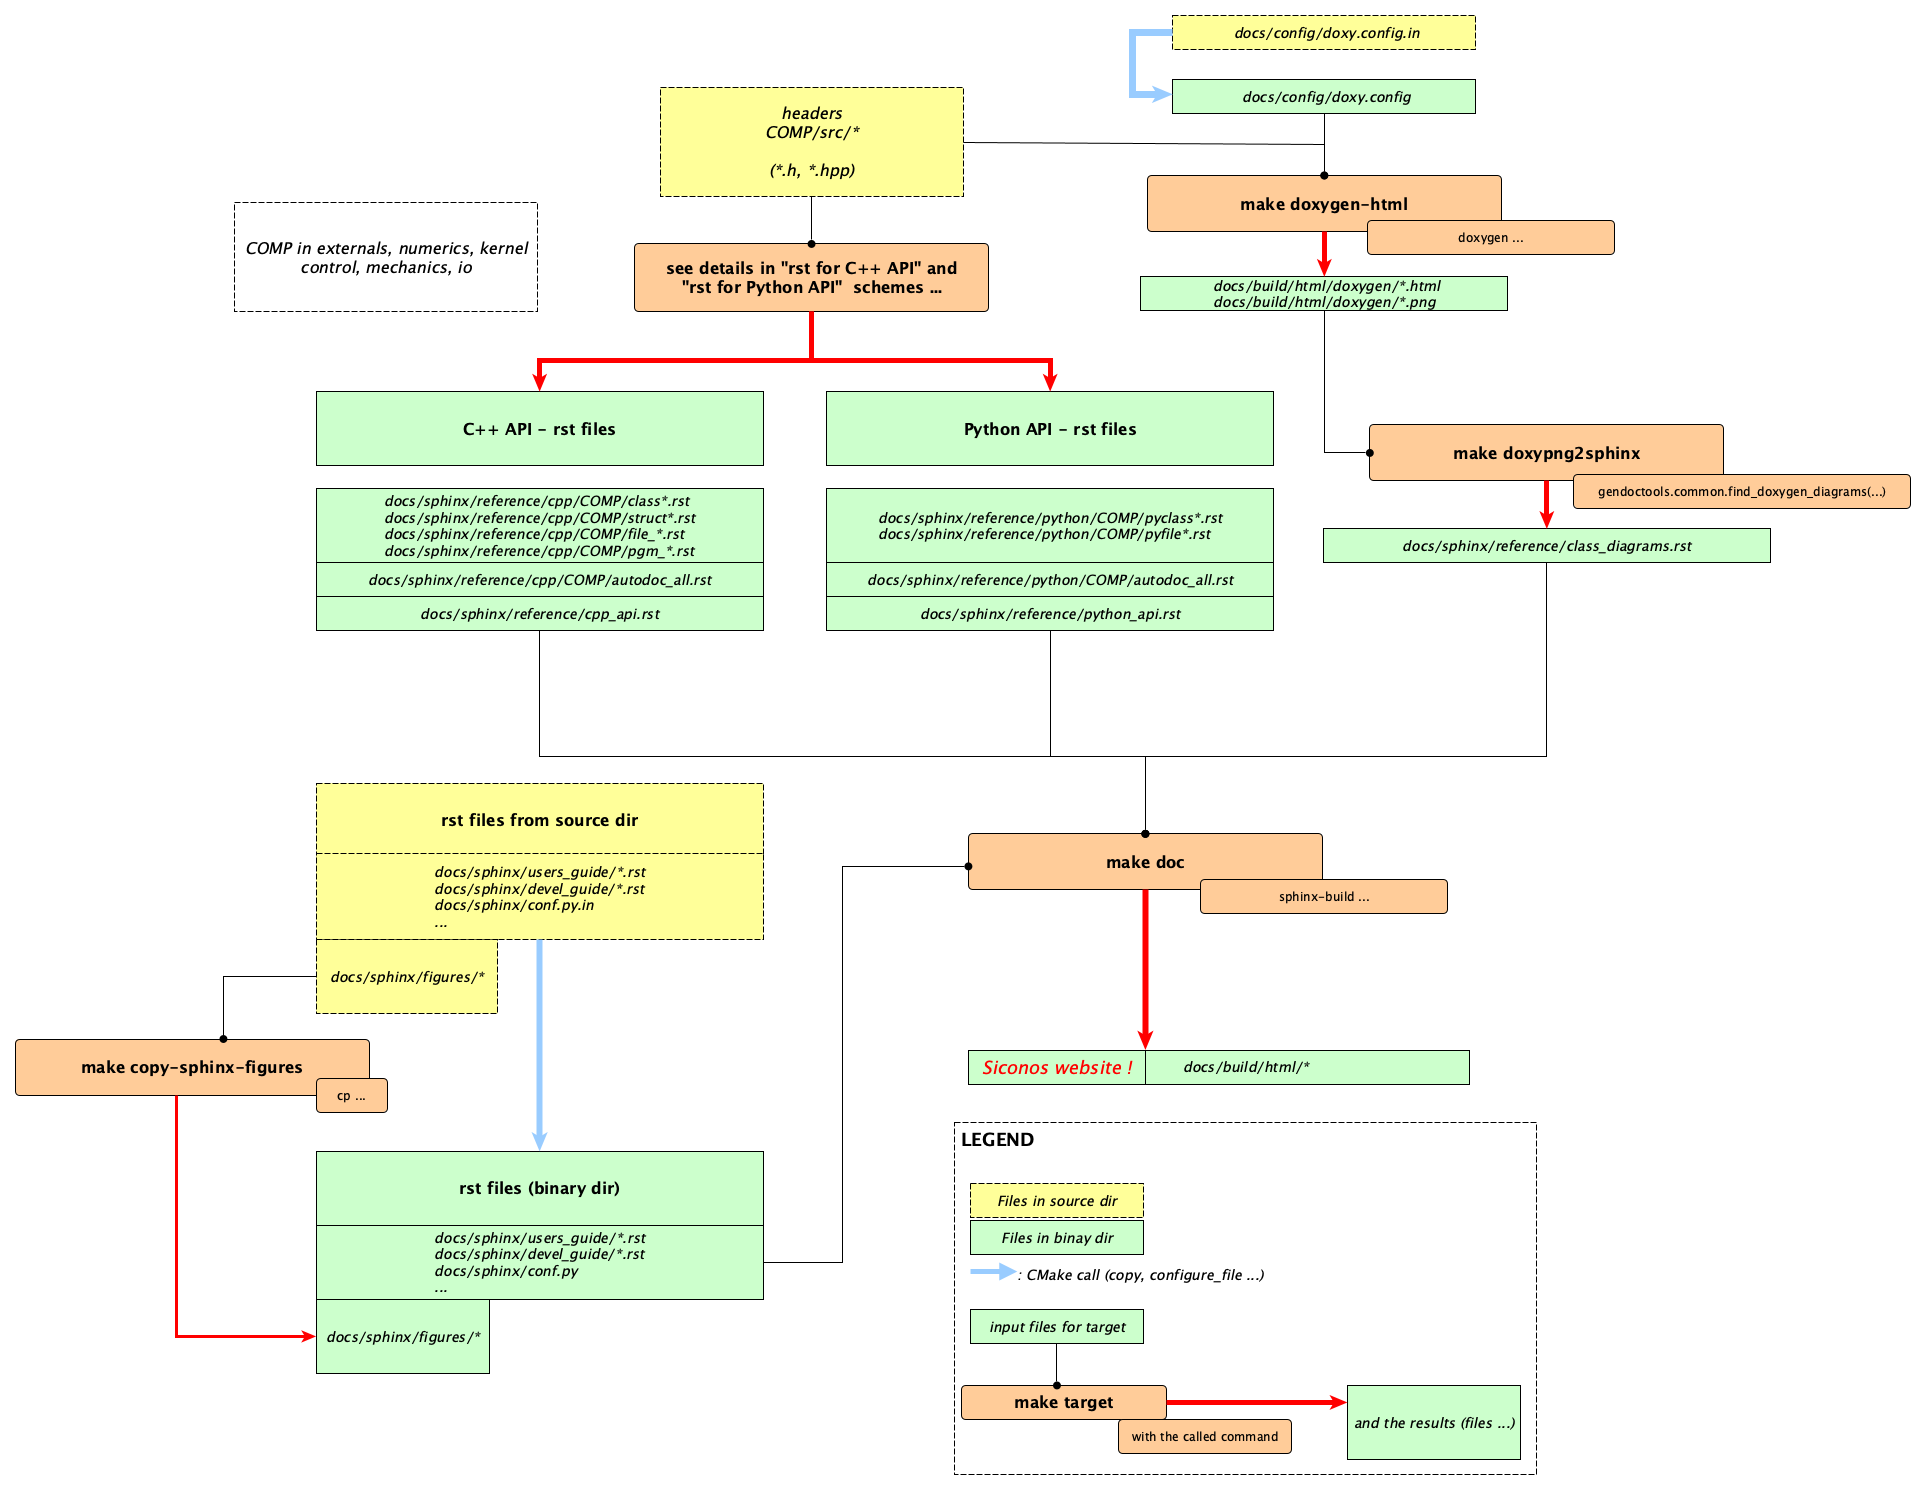 docs/config/doxy.config.in
docs/config/doxy.config
headers
COMP/src/*
(*.h, *.hpp)
make doxygen-html
doxygen ...
COMP in externals, numerics, kernel
control, mechanics, io
see details in "rst for C++ API" and
"rst for Python API" schemes ...
docs/build/html/doxygen/*.html
docs/build/html/doxygen/*.png
C++ API - rst files
Python API - rst files
make doxypng2sphinx
gendoctools.common.find_doxygen_diagrams(...)
docs/sphinx/reference/cpp/COMP/class*.rst
docs/sphinx/reference/cpp/COMP/struct*.rst
docs/sphinx/reference/cpp/COMP/file_*.rst
docs/sphinx/reference/cpp/COMP/pgm_*.rst
docs/sphinx/reference/cpp/COMP/autodoc_all.rst
docs/sphinx/reference/cpp_api.rst
docs/sphinx/reference/python/COMP/pyclass*.rst
docs/sphinx/reference/python/COMP/pyfile*.rst
docs/sphinx/reference/python/COMP/autodoc_all.rst
docs/sphinx/reference/python_api.rst
docs/sphinx/reference/class_diagrams.rst
rst files from source dir
docs/sphinx/users_guide/*.rst
docs/sphinx/devel_guide/*.rst
docs/sphinx/conf.py.in
...
docs/sphinx/figures/*
make doc
sphinx-build ...
make copy-sphinx-figures
cp ...
Siconos website !
docs/build/html/*
rst files (binary dir)
docs/sphinx/users_guide/*.rst
docs/sphinx/devel_guide/*.rst
docs/sphinx/conf.py
...
docs/sphinx/figures/*
LEGEND
Files in source dir
Files in binay dir
: CMake call (copy, configure_file ...)
input files for target
make target
with the called command
and the results (files ...)